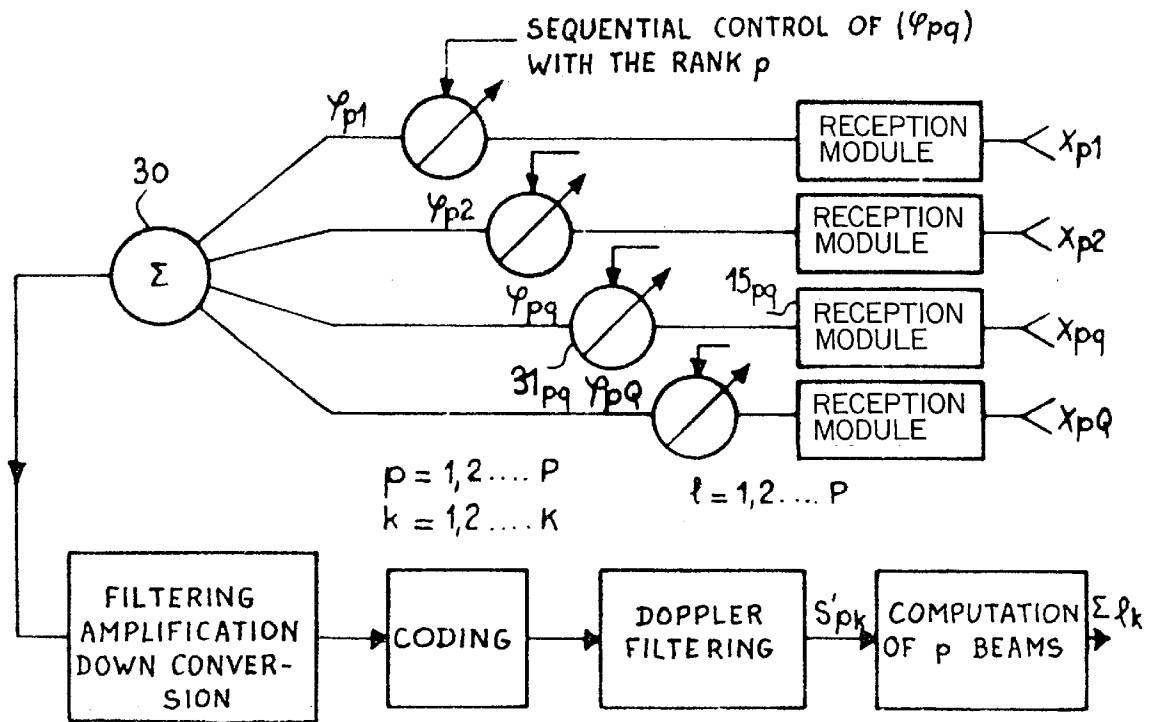 SEQUENTIAL CONTROL OF (φpq)
WITH THE RANK p
φp1
RECEPTION
MODULE
Xp1
30
φp2
RECEPTION
MODULE
Xp2
Σ
φpq
15pq
RECEPTION
MODULE
Xpq
31pq
φpQ
RECEPTION
MODULE
XpQ
p = 1,2 .... P
ℓ = 1,2 .... P
k = 1,2 .... K
FILTERING
AMPLIFICATION
DOWN CONVER-
SION
CODING
DOPPLER
FILTERING
S'pk
COMPUTATION
OF p BEAMS
Σ ℓk